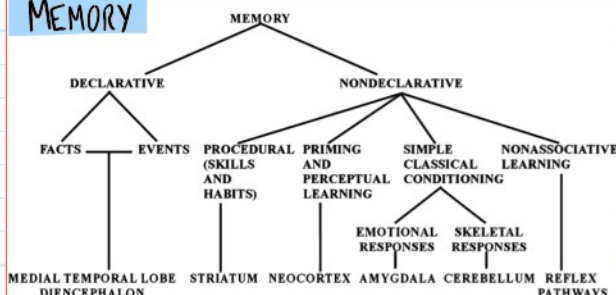 MEMORY
MEMORY
DECLARATIVE
NONDECLARATIVE
FACTS
EVENTS
PROCEDURAL
(SKILLS
AND
HABITS)
PRIMING
AND
PERCEPTUAL
LEARNING
SIMPLE
CLASSICAL
CONDITIONING
NONASSOCIATIVE
LEARNING
EMOTIONAL
RESPONSES
SKELETAL
RESPONSES
MEDIAL TEMPORAL LOBE
DIENCEPHALON
STRIATUM
NEOCORTEX
AMYGDALA
CEREBELLUM
REFLEX
PATHWAYS